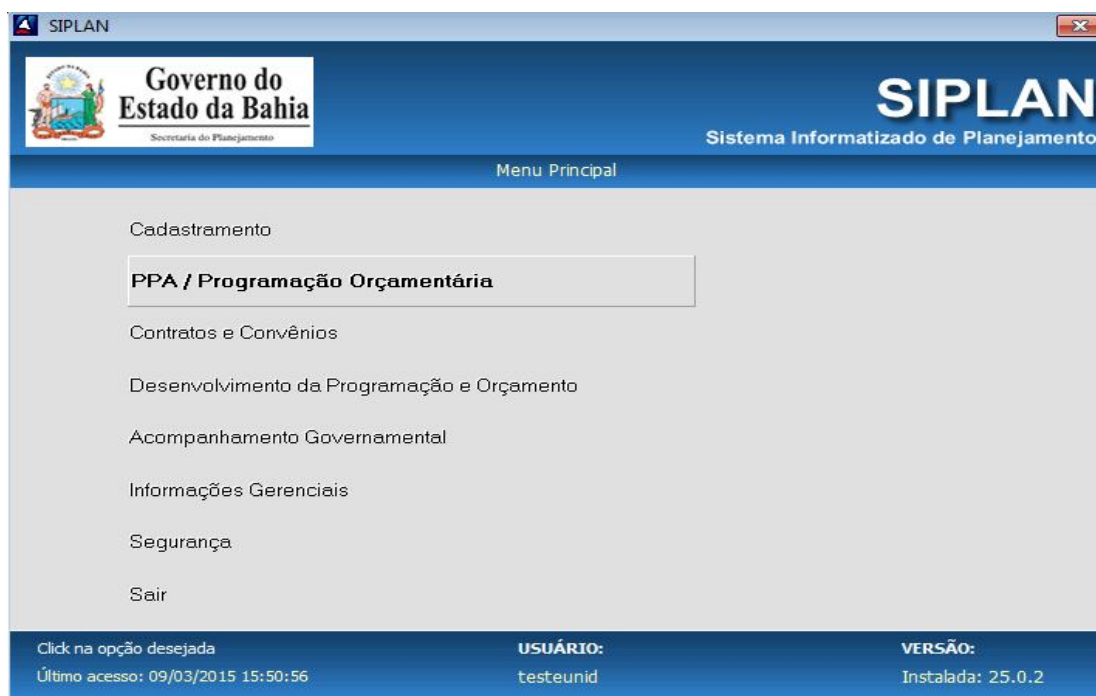 SIPLAN
Governo do
Estado da Bahia
Secretaria do Planejamento
SIPLAN
Sistema Informatizado de Planejamento
Menu Principal
Cadastramento
PPA / Programação Orçamentária
Contratos e Convênios
Desenvolvimento da Programação e Orçamento
Acompanhamento Governamental
Informações Gerenciais
Segurança
Sair
Click na opção desejada
USUÁRIO:
VERSÃO:
Último acesso: 09/03/2015 15:50:56
testeunid
Instalada: 25.0.2